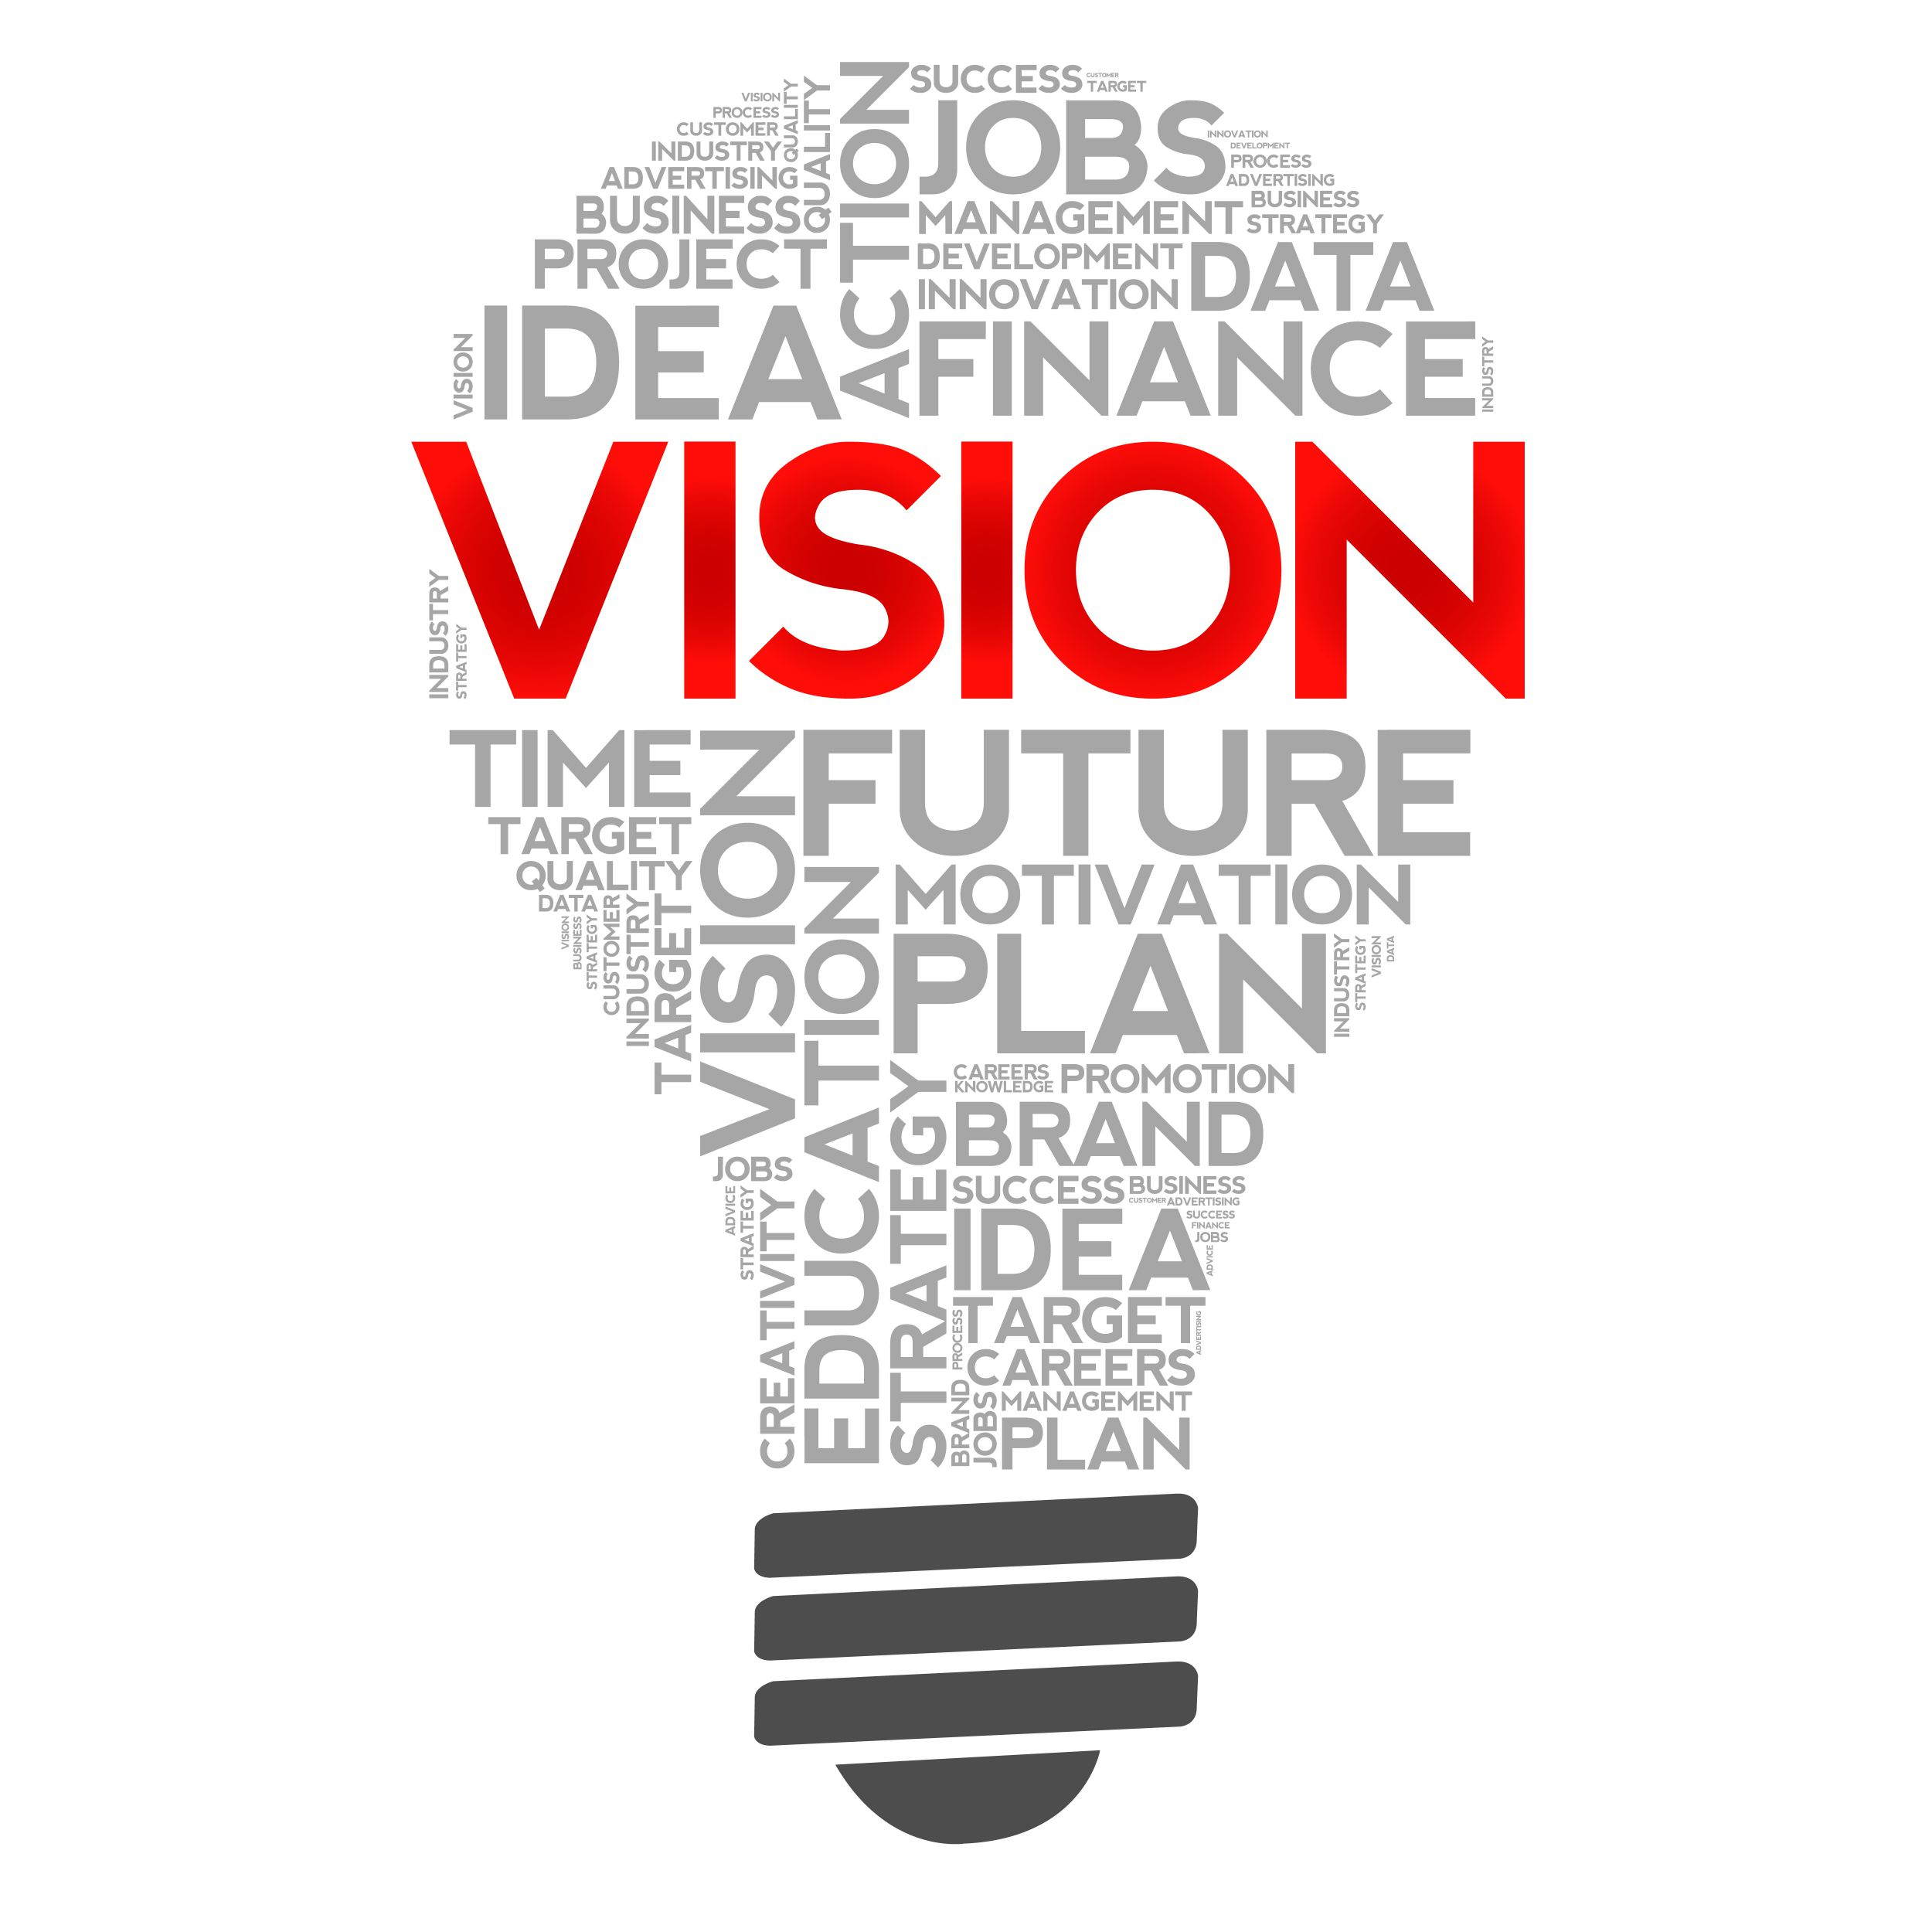 SUCCESS
CUSTOMER
TARGET
VISION
PROCESS
CUSTOMER
INDUSTRY
ADVERTISING
BUSINESS
PROJECT
QUALITY
QUALITY
ACTION
JOBS
INNOVATION
DEVELOPMENT
PROCESS
ADVERTISING
BUSINESS
STRATEGY
MANAGEMENT
DEVELOPMENT
INNOVATION
DATA
VISION
IDEA
FINANCE
INDUSTRY
VISION
INDUSTRY
STRATEGY
TIME
VISION
FUTURE
TARGET
QUALITY
DATA
VISION
BUSINESS
STRATEGY
CUSTOMER
INDUSTRY
TARGET
EDUCATION
MOTIVATION
PLAN
INDUSTRY
STRATEGY
VISION
DATA
STRATEGY
CAREERS
KNOWLEDGE
PROMOTION
BRAND
JOBS
SUCCESS
BUSINESS
CUSTOMER ADVERTISING
ADVICE
STRATEGY
CREATIVITY
IDEA
SUCCESS
FINANCE
JOBS
ADVICE
TARGET
ADVERTISING
PROCESS
CAREERS
BRAND
JOBS
MANAGEMENT
PLAN